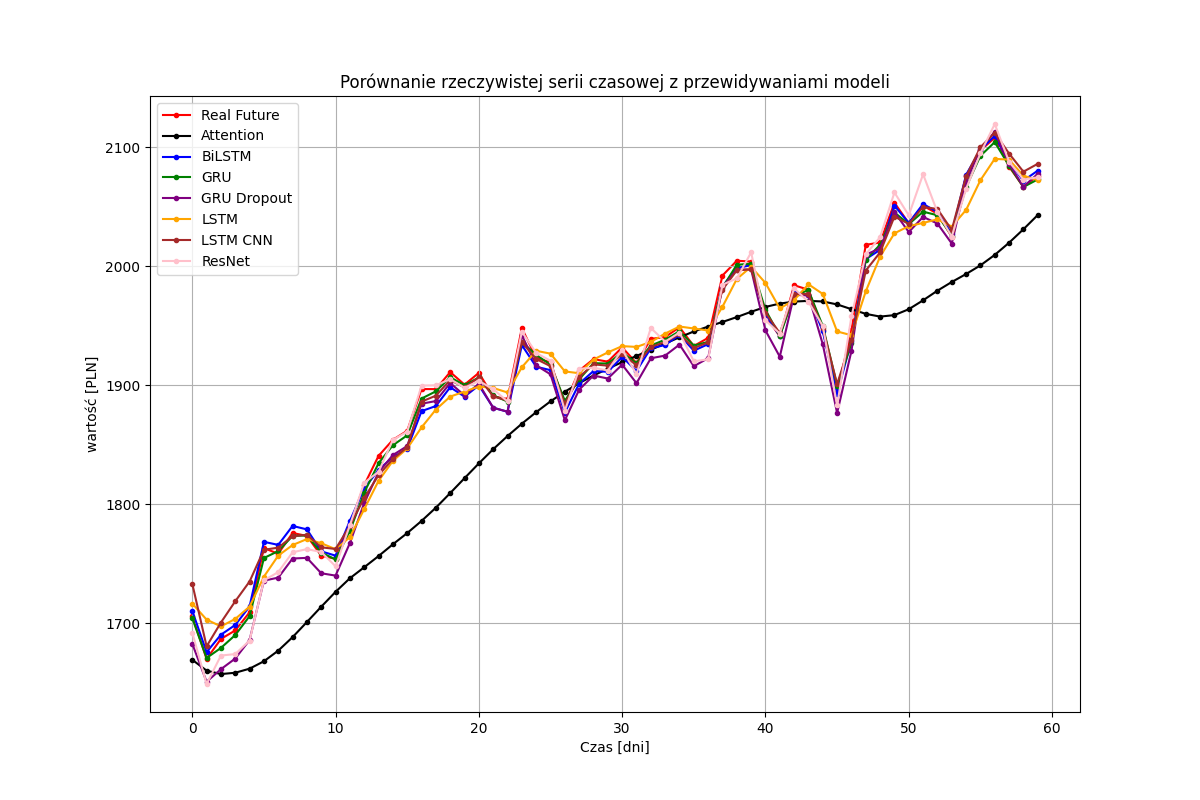 Porównanie rzeczywistej serii czasowej z przewidywaniami modeli
Real Future
Attention
BiLSTM
GRU
GRU Dropout
LSTM
LSTM CNN
ResNet
wartość [PLN]
2100
2000
1900
1800
1700
0 10 20 30 40 50 60
Czas [dni]